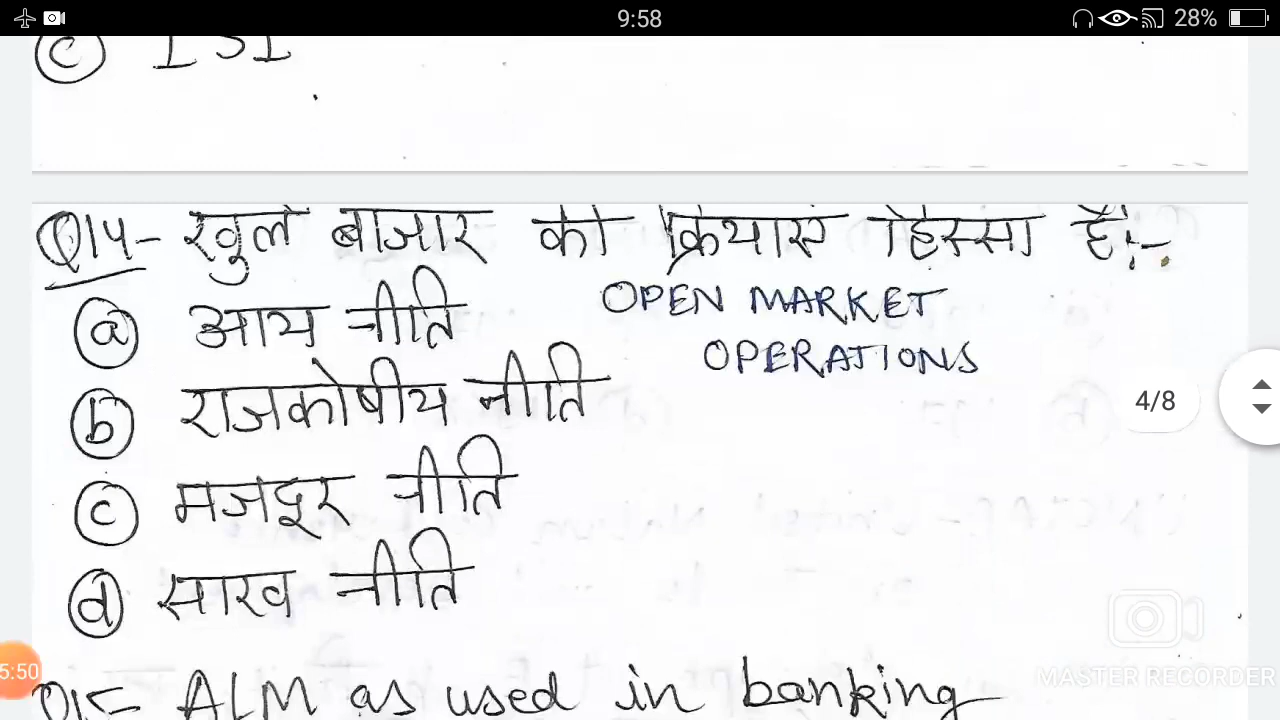 9:58
28%
C ISI
Q14- खुले बाजार की क्रियाएं हिस्सा हैं:-
a आय नीति
OPEN MARKET
OPERATIONS
b राजकोषीय नीति
4/8
c मजदूर नीति
d साख नीति
5:50
MASTER RECORDER
Q15= ALM as used in banking